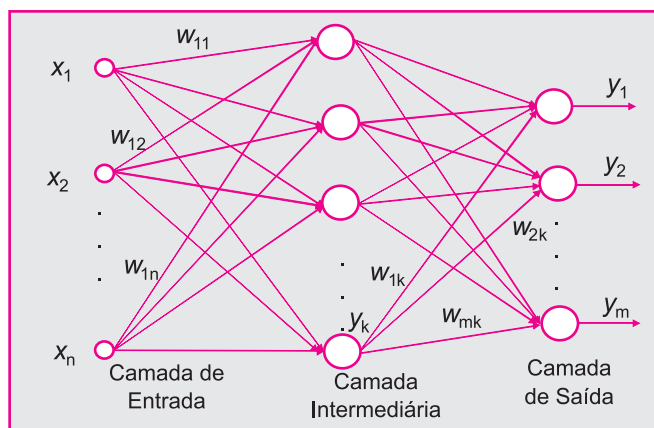 w11
x1
y1
w12
x2
y2
w2k
w1n
w1k
yk
wmk
ym
xn
Camada de
Entrada
Camada
Intermediária
Camada
de Saída